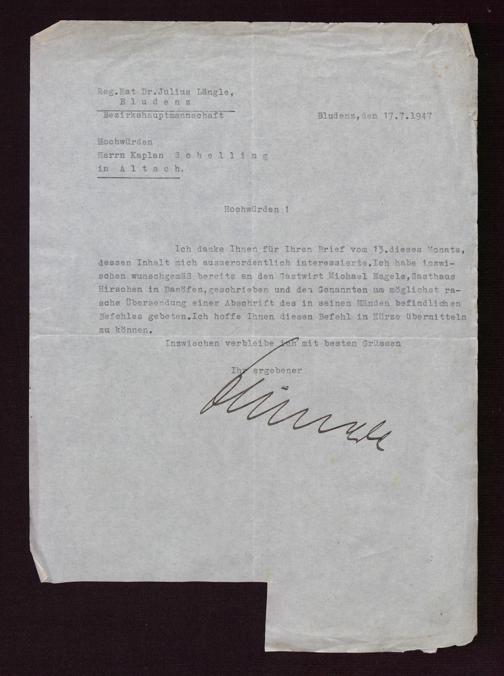 Reg.Rat Dr.Julius Längle,
B l u d e n z
Bezirkshauptmannschaft
Bludenz,den 17.7.1947
Hochwürden
Herrn Kaplan S c h e l l i n g
in A l t a c h.
Hochwürden !
Ich danke Ihnen für Ihren Brief vom 13.dieses Monats,
dessen Inhalt mich ausserordentlich interessierte.Ich habe inzwi-
schen wunschgemäß bereits an den Gastwirt Michael Nagele,Gasthaus
Hirschen in Danöfen,geschrieben und den Genannten um möglichst ra-
sche Übersendung einer Abschrift des in seinen Händen befindlichen
Befehles gebeten.Ich hoffe Ihnen diesen Befehl in Kürze übermitteln
zu können.
Inzwischen verbleibe ich mit besten Grüssen
Ihr ergebener